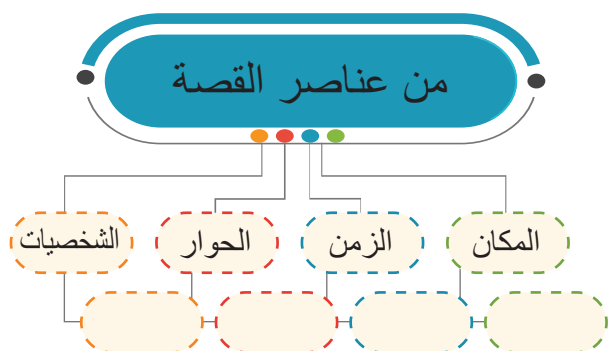 من عناصر القصة
المكان
الزمن
الحوار
الشخصيات